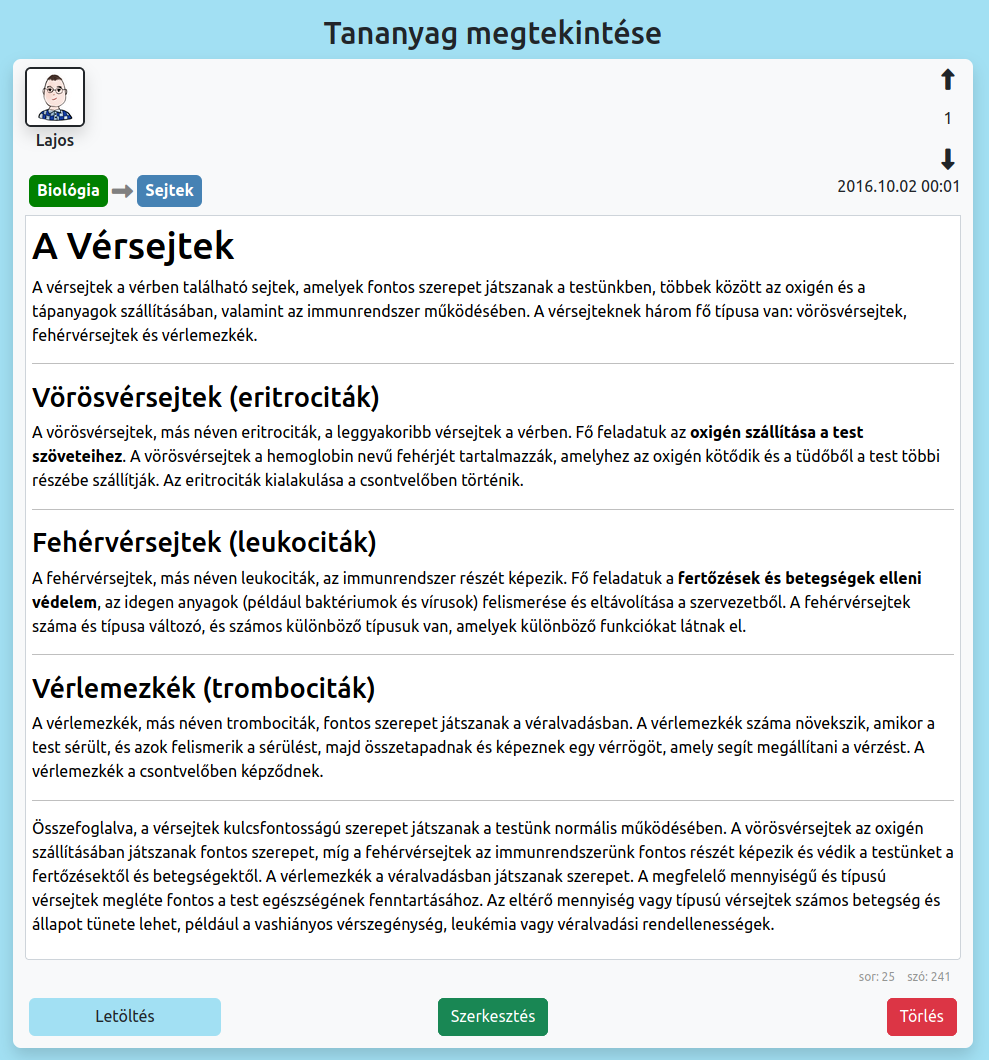 Tananyag megtekintése
Lajos
1
Biológia
Sejtek
2016.10.02 00:01
A Vérsejtek
A vérsejtek a vérben található sejtek, amelyek fontos szerepet játszanak a testünkben, többek között az oxigén és a
tápanyagok szállításában, valamint az immunrendszer működésében. A vérsejteknek három fő típusa van: vörösvérsejtek,
fehérvérsejtek és vérlemezkék.
Vörösvérsejtek (eritrociták)
A vörösvérsejtek, más néven eritrociták, a leggyakoribb vérsejtek a vérben. Fő feladatuk az oxigén szállítása a test
szöveteihez. A vörösvérsejtek a hemoglobin nevű fehérjét tartalmazzák, amelyhez az oxigén kötődik és a tüdőből a test többi
részébe szállítják. Az eritrociták kialakulása a csontvelőben történik.
Fehérvérsejtek (leukociták)
A fehérvérsejtek, más néven leukociták, az immunrendszer részét képezik. Fő feladatuk a fertőzések és betegségek elleni
védelem, az idegen anyagok (például baktériumok és vírusok) felismerése és eltávolítása a szervezetből. A fehérvérsejtek
száma és típusa változó, és számos különböző típusuk van, amelyek különböző funkciókat látnak el.
Vérlemezkék (trombociták)
A vérlemezkék, más néven trombociták, fontos szerepet játszanak a véralvadásban. A vérlemezkék száma növekszik, amikor a
test sérült, és azok felismerik a sérülést, majd összetapadnak és képeznek egy vérrögöt, amely segít megállítani a vérzést. A
vérlemezkék a csontvelőben képződnek.
Összefoglalva, a vérsejtek kulcsfontosságú szerepet játszanak a testünk normális működésében. A vörösvérsejtek az oxigén
szállításában játszanak fontos szerepet, míg a fehérvérsejtek az immunrendszerünk fontos részét képezik és védik a testünket a
fertőzésektől és betegségektől. A vérlemezkék a véralvadásban játszanak szerepet. A megfelelő mennyiségű és típusú
vérsejtek megléte fontos a test egészségének fenntartásához. Az eltérő mennyiség vagy típusú vérsejtek számos betegség és
állapot tünete lehet, például a vashiányos vérszegénység, leukémia vagy véralvadási rendellenességek.
sor: 25 szó: 241
Letöltés
Szerkesztés
Törlés